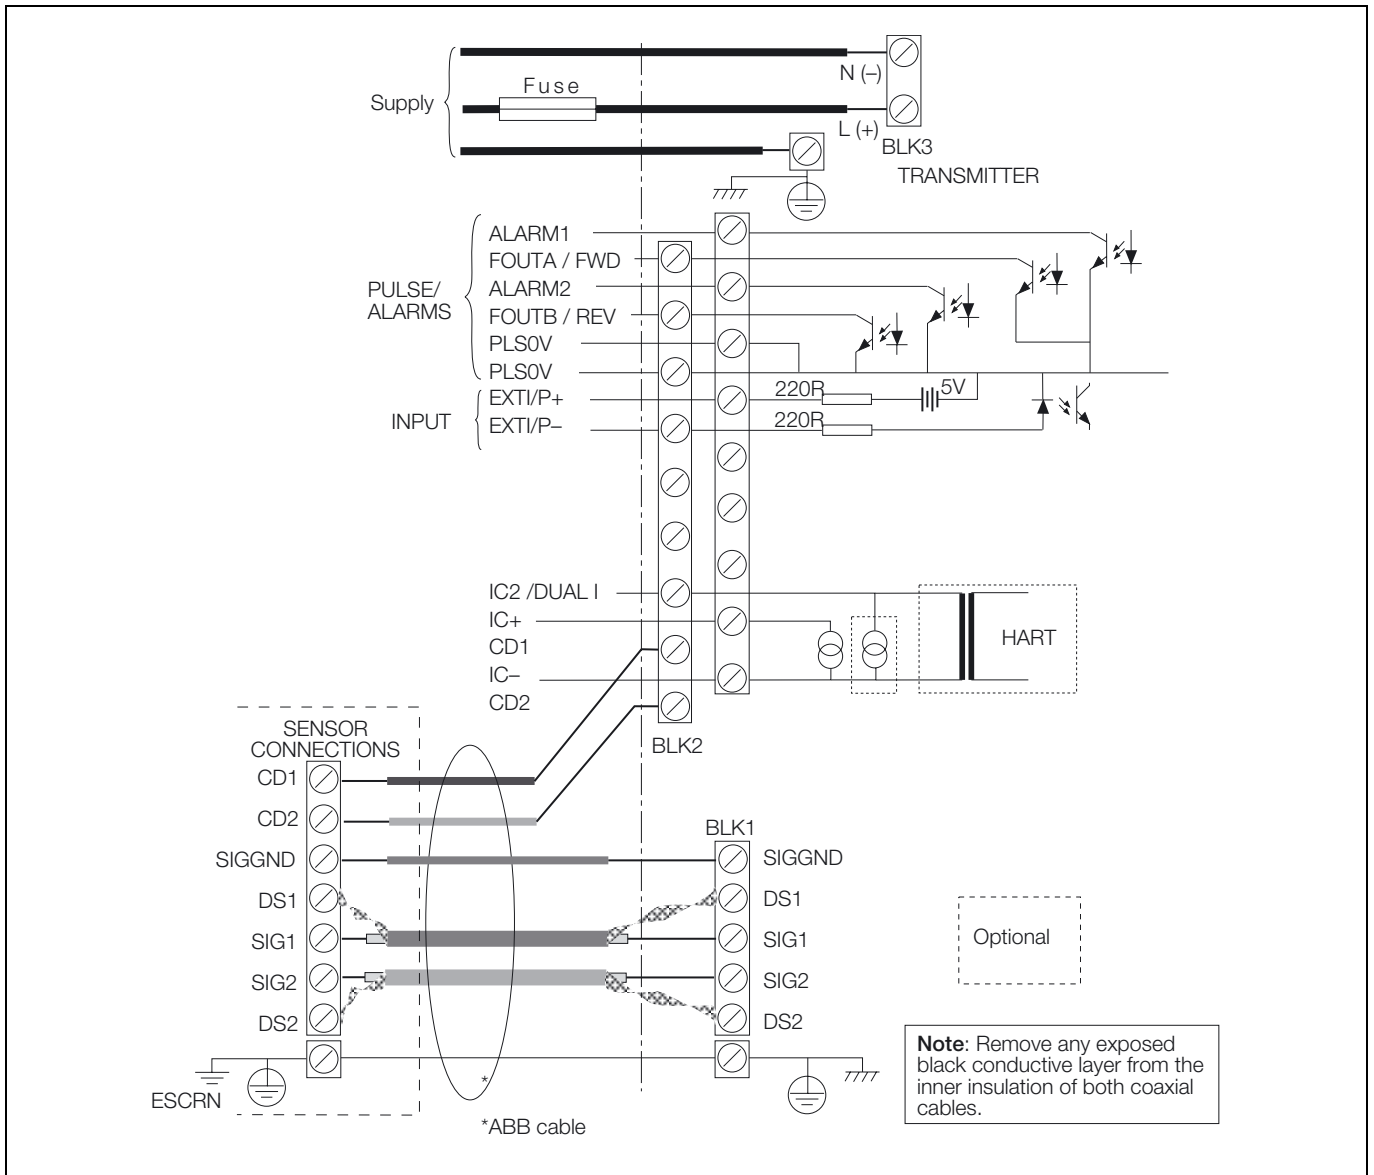 N (–)
Fuse
Supply
L (+)
BLK3
TRANSMITTER
ALARM1
FOUTA / FWD
PULSE/
ALARMS
ALARM2
FOUTB / REV
PLS0V
PLS0V
INPUT
EXTI/P+
EXTI/P–
220R
5V
220R
IC2 /DUAL I
IC+
CD1
IC–
CD2
HART
BLK2
SENSOR
CONNECTIONS
CD1
CD2
SIGGND
DS1
SIG1
SIG2
DS2
BLK1
SIGGND
DS1
SIG1
SIG2
DS2
Optional
ESCRN
*
*ABB cable
Note: Remove any exposed
black conductive layer from the
inner insulation of both coaxial
cables.